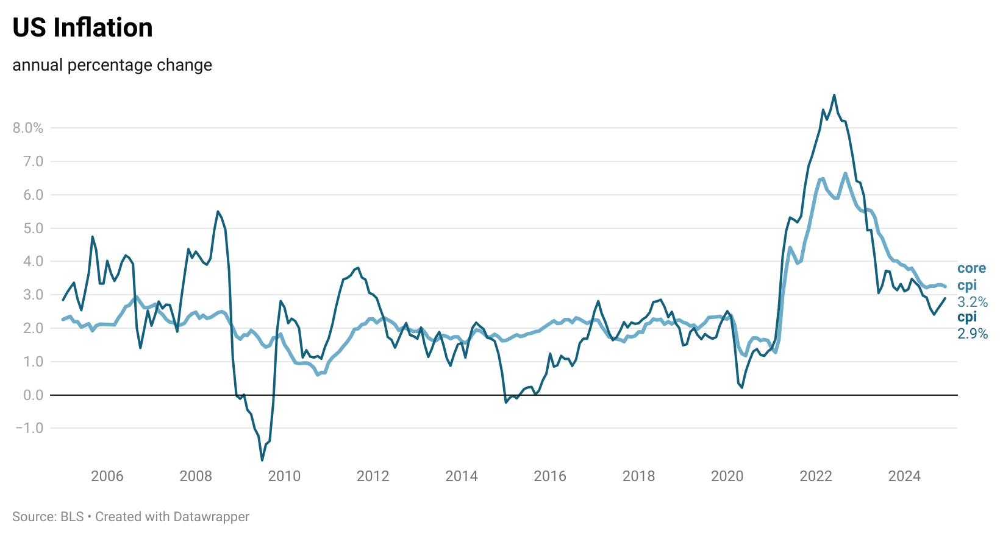 US Inflation
annual percentage change
8.0%
7.0
6.0
5.0
4.0
3.0
2.0
1.0
0.0
−1.0
core
cpi
3.2%
cpi
2.9%
2006 2008 2010 2012 2014 2016 2018 2020 2022 2024
Source: BLS • Created with Datawrapper